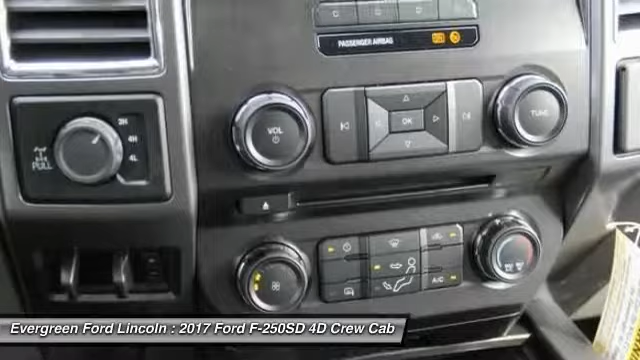 PASSENGER AIRBAG
2H
4H
4L
PULL
VOL
OK
TUNE
A/C
Evergreen Ford Lincoln : 2017 Ford F-250SD 4D Crew Cab